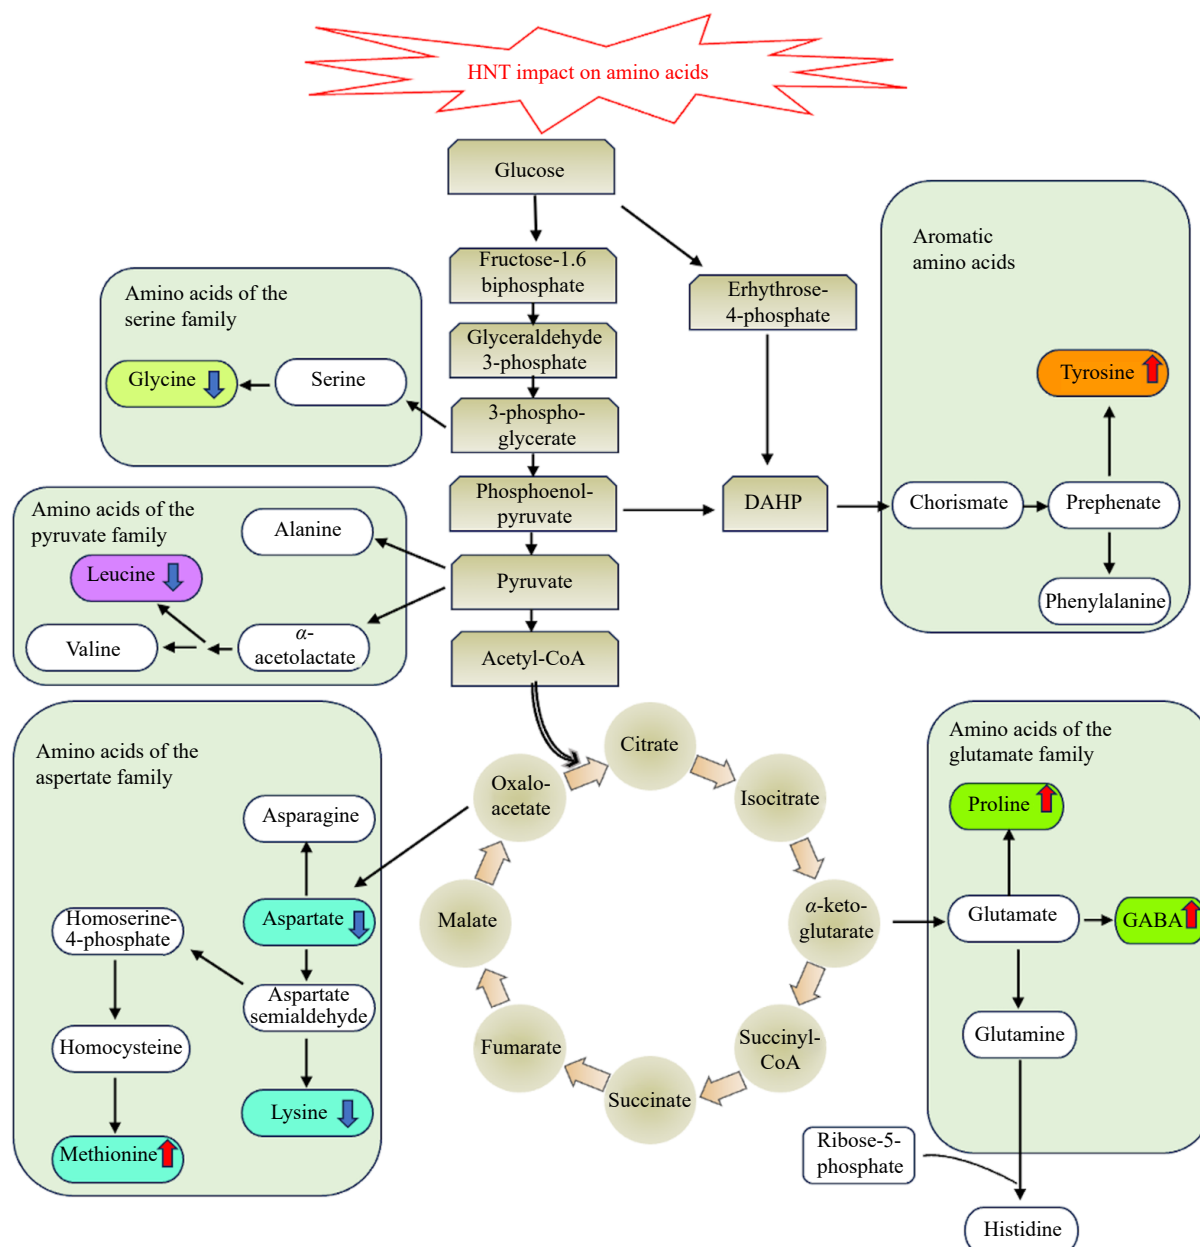 HNT impact on amino acids
Glucose
Fructose-1.6
biphosphate
Glyceraldehyde
3-phosphate
3-phospho-
glycerate
Phosphoenol-
pyruvate
Pyruvate
Acetyl-CoA
Erhythrose-
4-phosphate
DAHP
Aromatic
amino acids
Tyrosine
Chorismate
Prephenate
Phenylalanine
Amino acids of the
serine family
Glycine
Serine
Amino acids of the
pyruvate family
Alanine
Leucine
Valine
α-
acetolactate
Amino acids of the
aspertate family
Asparagine
Aspartate
Homoserine-
4-phosphate
Aspartate
semialdehyde
Homocysteine
Lysine
Methionine
Citrate
Isocitrate
α-keto-
glutarate
Succinyl-
CoA
Succinate
Fumarate
Malate
Oxalo-
acetate
Amino acids of the
glutamate family
Proline
Glutamate
GABA
Glutamine
Ribose-5-
phosphate
Histidine